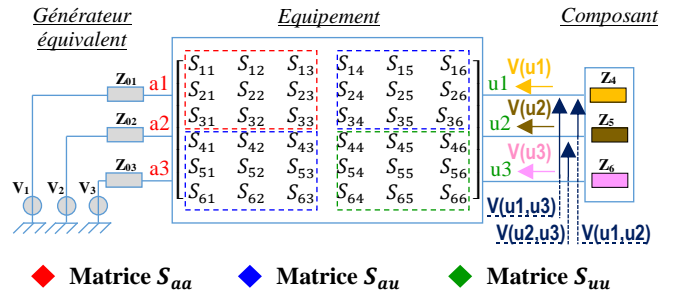 Générateur
équivalent
Equipement
Composant
Z01 a1
Z02 a2
Z03 a3
V1 V2 V3
S11 S12 S13 S14 S15 S16
S21 S22 S23 S24 S25 S26
S31 S32 S33 S34 S35 S36
S41 S42 S43 S44 S45 S46
S51 S52 S53 S54 S55 S56
S61 S62 S63 S64 S65 S66
V(u1)
u1
V(u2)
u2
V(u3)
u3
Z4
Z5
Z6
V(u1,u3)
V(u2,u3) V(u1,u2)
Matrice Saa Matrice Sau Matrice Suu